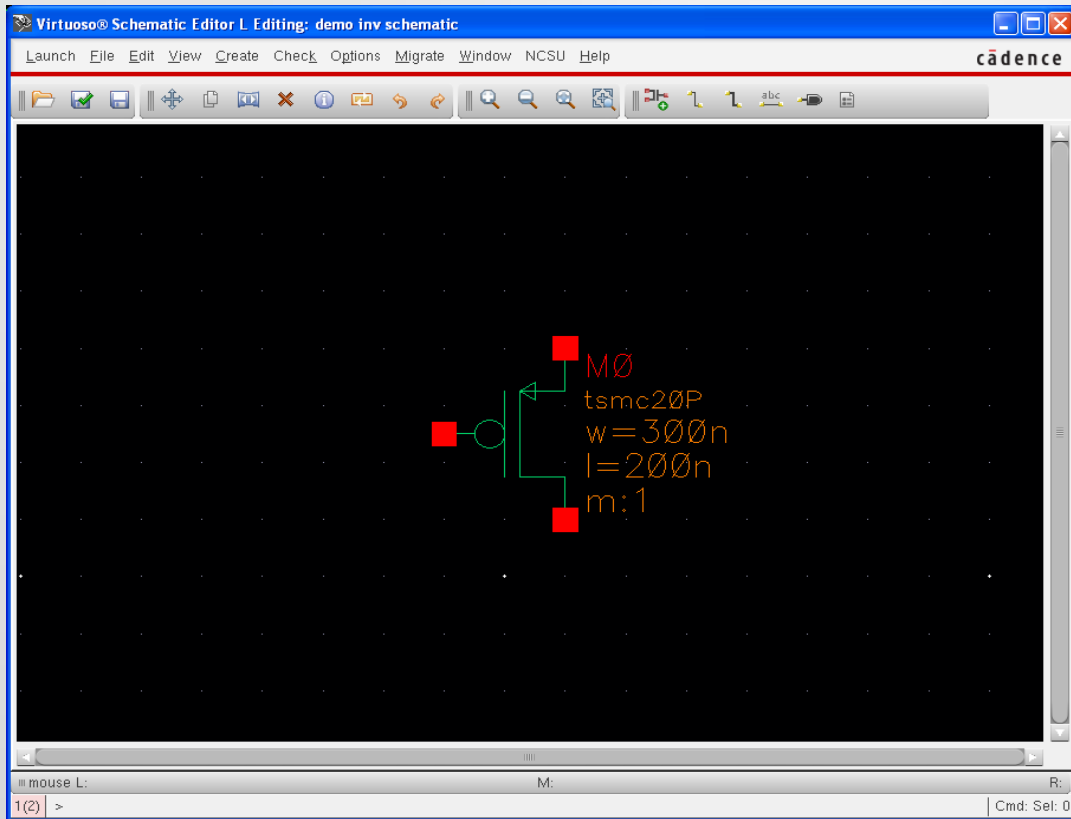 Virtuoso® Schematic Editor L Editing: demo inv schematic
Launch File Edit View Create Check Options Migrate Window NCSU Help
cādence
abc
M0
tsmc20P
w=300n
l=200n
m:1
mouse L: M: R:
1(2) > Cmd: Sel: 0